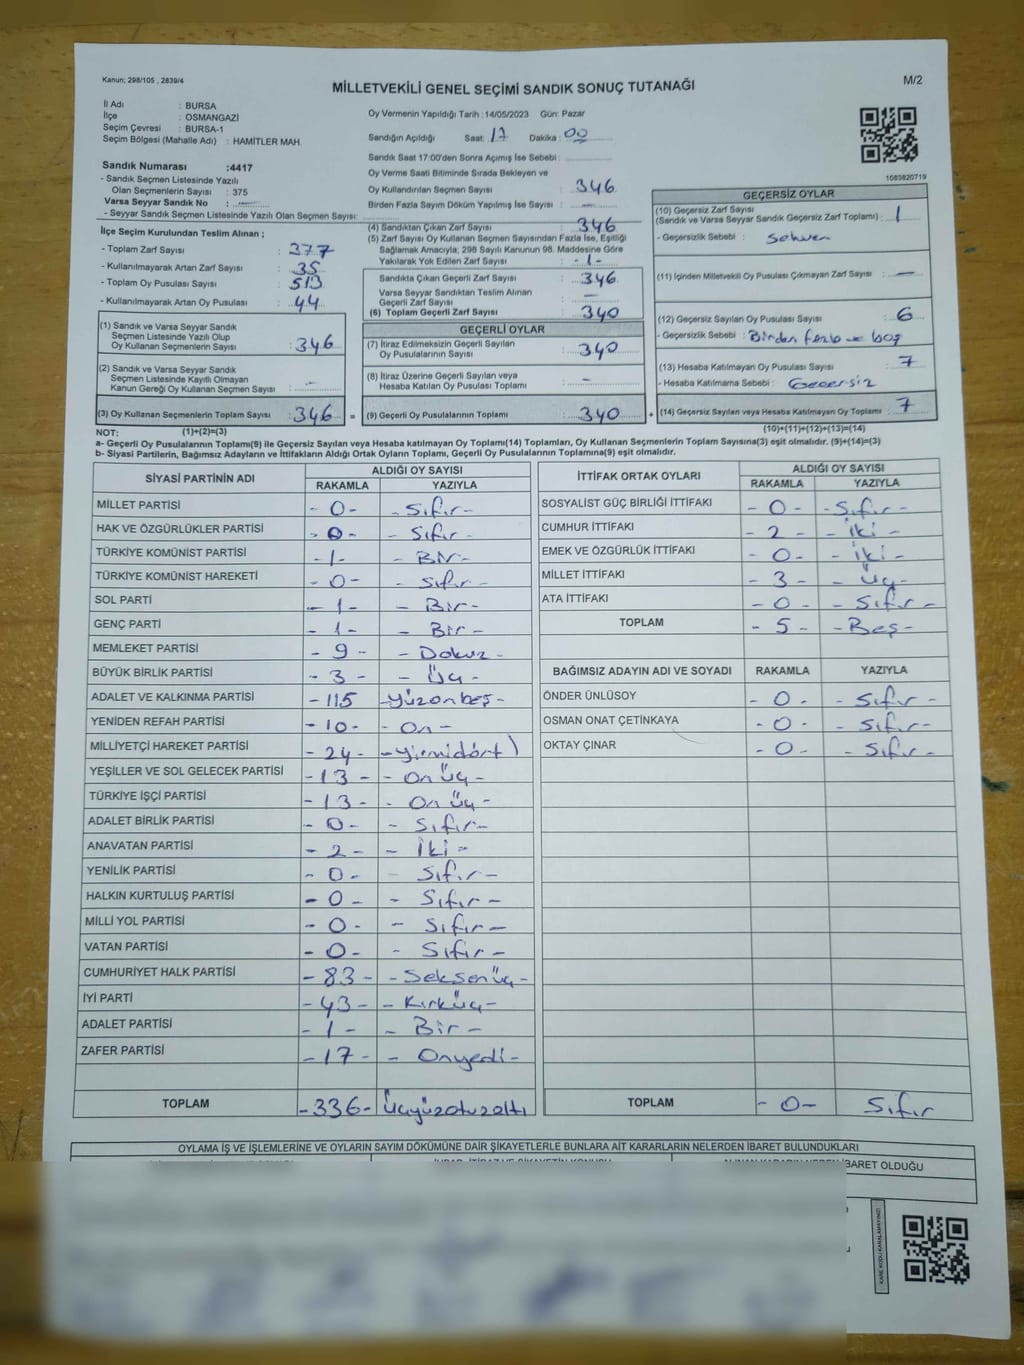 Kanun: 298/105 , 2839/4
MİLLETVEKİLİ GENEL SEÇİMİ SANDIK SONUÇ TUTANAĞI
M/2
İl Adı : BURSA
İlçe : OSMANGAZİ
Seçim Çevresi : BURSA-1
Seçim Bölgesi (Mahalle Adı) : HAMİTLER MAH.
Oy Vermenin Yapıldığı Tarih : 14/05/2023 Gün: Pazar
Sandığın Açıldığı Saat: 17 Dakika : 00
Sandık Saat 17:00'den Sonra Açılmış İse Sebebi :
Oy Verme Saati Bitiminde Sırada Bekleyen ve
Oy Kullandırılan Seçmen Sayısı : 346
Birden Fazla Sayım Döküm Yapılmış İse Sayısı : —
1083820719
Sandık Numarası :4417
- Sandık Seçmen Listesinde Yazılı
Olan Seçmenlerin Sayısı : 375
Varsa Seyyar Sandık No : —
- Seyyar Sandık Seçmen Listesinde Yazılı Olan Seçmen Sayısı:
İlçe Seçim Kurulundan Teslim Alınan ;
- Toplam Zarf Sayısı : 377
- Kullanılmayarak Artan Zarf Sayısı : 35
- Toplam Oy Pusulası : 513
- Kullanılmayarak Artan Oy Pusulası : 44
(1) Sandık ve Varsa Seyyar Sandık
Seçmen Listesinde Yazılı Olup
Oy Kullanan Seçmenlerin Sayısı : 346
(2) Sandık ve Varsa Seyyar Sandık
Seçmen Listesinde Kayıtlı Olmayan
Kanun Gereği Oy Kullanan Seçmen Sayısı : -
(3) Oy Kullanan Seçmenlerin Toplam Sayısı : 346 =
(4) Sandıktan Çıkan Zarf Sayısı : 346
(5) Zarf Sayısı Oy Kullanan Seçmen Sayısından Fazla İse, Eşitliği
Sağlamak Amacıyla, 298 Sayılı Kanunun 98. Maddesine Göre
Yakılarak Yok Edilen Zarf Sayısı : -1-
Sandıkta Çıkan Geçerli Zarf Sayısı : 346
Varsa Seyyar Sandıktan Teslim Alınan
Geçerli Zarf Sayısı : —
(6) Toplam Geçerli Zarf Sayısı : 340
GEÇERLİ OYLAR
(7) İtiraz Edilmeksizin Geçerli Sayılan
Oy Pusulalarının Sayısı : 340
(8) İtiraz Üzerine Geçerli Sayılan veya
Hesaba Katılan Oy Pusulası Toplamı : -
(9) Geçerli Oy Pusulalarının Toplamı : 340 +
GEÇERSİZ OYLAR
(10) Geçersiz Zarf Sayısı
(Sandık ve Varsa Seyyar Sandık Geçersiz Zarf Toplamı) : 1
- Geçersizlik Sebebi : Sehven
(11) İçinden Milletvekili Oy Pusulası Çıkmayan Zarf Sayısı : —
(12) Geçersiz Sayılan Oy Pusulası Sayısı : 6
- Geçersizlik Sebebi : Birden fazla ve boş
(13) Hesaba Katılmayan Oy Pusulası Sayısı : 7
- Hesaba Katılmama Sebebi : Geçersiz
(14) Geçersiz Sayılan veya Hesaba Katılmayan Oy Toplamı : 7
NOT: (1)+(2)=(3) (10)+(11)+(12)+(13)=(14)
a- Geçerli Oy Pusulalarının Toplamı(9) ile Geçersiz Sayılan veya Hesaba katılmayan Oy Toplamı(14) Toplamları, Oy Kullanan Seçmenlerin Toplam Sayısına(3) eşit olmalıdır. (9)+(14)=(3)
b- Siyasi Partilerin, Bağımsız Adayların ve İttifakların Aldığı Ortak Oyların Toplamı, Geçerli Oy Pusulalarının Toplamına(9) eşit olmalıdır.
SİYASİ PARTİNİN ADI ALDIĞI OY SAYISI
RAKAMLA YAZIYLA
MİLLET PARTİSİ - 0 - - Sıfır -
HAK VE ÖZGÜRLÜKLER PARTİSİ - 0 - - Sıfır -
TÜRKİYE KOMÜNİST PARTİSİ - 1 - - Bir -
TÜRKİYE KOMÜNİST HAREKETİ - 0 - - Sıfır -
SOL PARTİ - 1 - - Bir -
GENÇ PARTİ - 1 - - Bir -
MEMLEKET PARTİSİ - 9 - - Dokuz -
BÜYÜK BİRLİK PARTİSİ - 3 - - Üç -
ADALET VE KALKINMA PARTİSİ - 115 - Yüzonbeş -
YENİDEN REFAH PARTİSİ - 10 - - On -
MİLLİYETÇİ HAREKET PARTİSİ - 24 - - Yirmidört )
YEŞİLLER VE SOL GELECEK PARTİSİ - 13 - - On üç -
TÜRKİYE İŞÇİ PARTİSİ - 13 - - On üç -
ADALET BİRLİK PARTİSİ - 0 - - Sıfır -
ANAVATAN PARTİSİ - 2 - - İki -
YENİLİK PARTİSİ - 0 - - Sıfır -
HALKIN KURTULUŞ PARTİSİ - 0 - - Sıfır -
MİLLİ YOL PARTİSİ - 0 - - Sıfır -
VATAN PARTİSİ - 0 - - Sıfır -
CUMHURİYET HALK PARTİSİ - 83 - - Seksenüç -
İYİ PARTİ - 43 - - Kırküç -
ADALET PARTİSİ - 1 - - Bir -
ZAFER PARTİSİ - 17 - - Onyedi -
TOPLAM - 336 - Üçyüzotuzaltı
İTTİFAK ORTAK OYLARI ALDIĞI OY SAYISI
RAKAMLA YAZIYLA
SOSYALİST GÜÇ BİRLİĞİ İTTİFAKI - 0 - - Sıfır -
CUMHUR İTTİFAKI - 2 - - iki -
EMEK VE ÖZGÜRLÜK İTTİFAKI - 0 - - iki -
MİLLET İTTİFAKI - 3 - - Üç -
ATA İTTİFAKI - 0 - - Sıfır -
TOPLAM - 5 - - Beş -
BAĞIMSIZ ADAYIN ADI VE SOYADI RAKAMLA YAZIYLA
ÖNDER ÜNLÜSOY - 0 - - Sıfır -
OSMAN ONAT ÇETİNKAYA - 0 - - Sıfır -
OKTAY ÇINAR - 0 - - Sıfır -
TOPLAM - 0 - Sıfır
OYLAMA İŞ VE İŞLEMLERİNE VE OYLARIN SAYIM DÖKÜMÜNE DAİR ŞİKAYETLERLE BUNLARA AİT KARARLARIN NELERDEN İBARET BULUNDUKLARI
İBARET OLDUĞU
KARE KODU KARALAMAYINIZ!